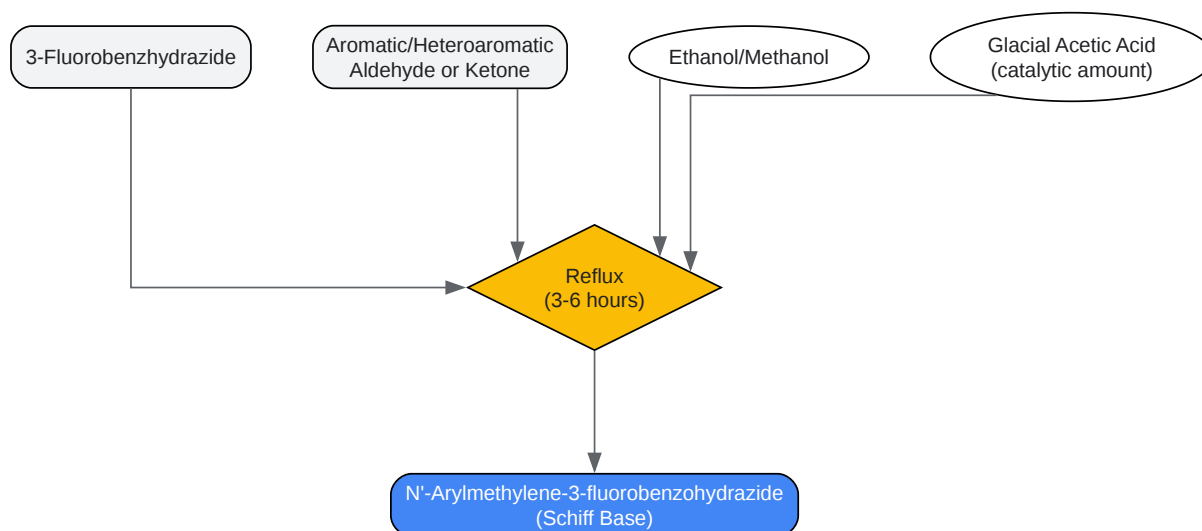 3-Fluorobenzhydrazide
Aromatic/Heteroaromatic
Aldehyde or Ketone
Ethanol/Methanol
Glacial Acetic Acid
(catalytic amount)
Reflux
(3-6 hours)
N'-Arylmethylene-3-fluorobenzohydrazide
(Schiff Base)